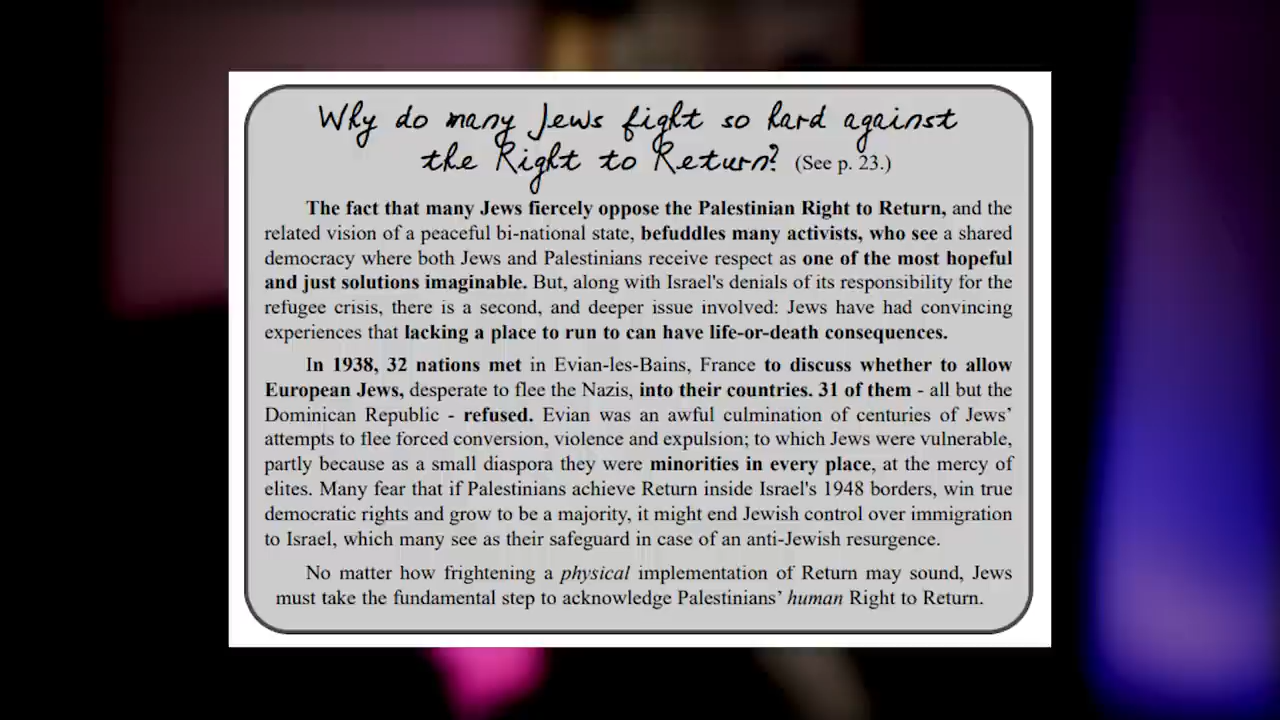 Why do many Jews fight so hard against
the Right to Return? (See p. 23.)
The fact that many Jews fiercely oppose the Palestinian Right to Return, and the
related vision of a peaceful bi-national state, befuddles many activists, who see a shared
democracy where both Jews and Palestinians receive respect as one of the most hopeful
and just solutions imaginable. But, along with Israel's denials of its responsibility for the
refugee crisis, there is a second, and deeper issue involved: Jews have had convincing
experiences that lacking a place to run to can have life-or-death consequences.
In 1938, 32 nations met in Evian-les-Bains, France to discuss whether to allow
European Jews, desperate to flee the Nazis, into their countries. 31 of them - all but the
Dominican Republic - refused. Evian was an awful culmination of centuries of Jews’
attempts to flee forced conversion, violence and expulsion; to which Jews were vulnerable,
partly because as a small diaspora they were minorities in every place, at the mercy of
elites. Many fear that if Palestinians achieve Return inside Israel's 1948 borders, win true
democratic rights and grow to be a majority, it might end Jewish control over immigration
to Israel, which many see as their safeguard in case of an anti-Jewish resurgence.
No matter how frightening a physical implementation of Return may sound, Jews
must take the fundamental step to acknowledge Palestinians’ human Right to Return.